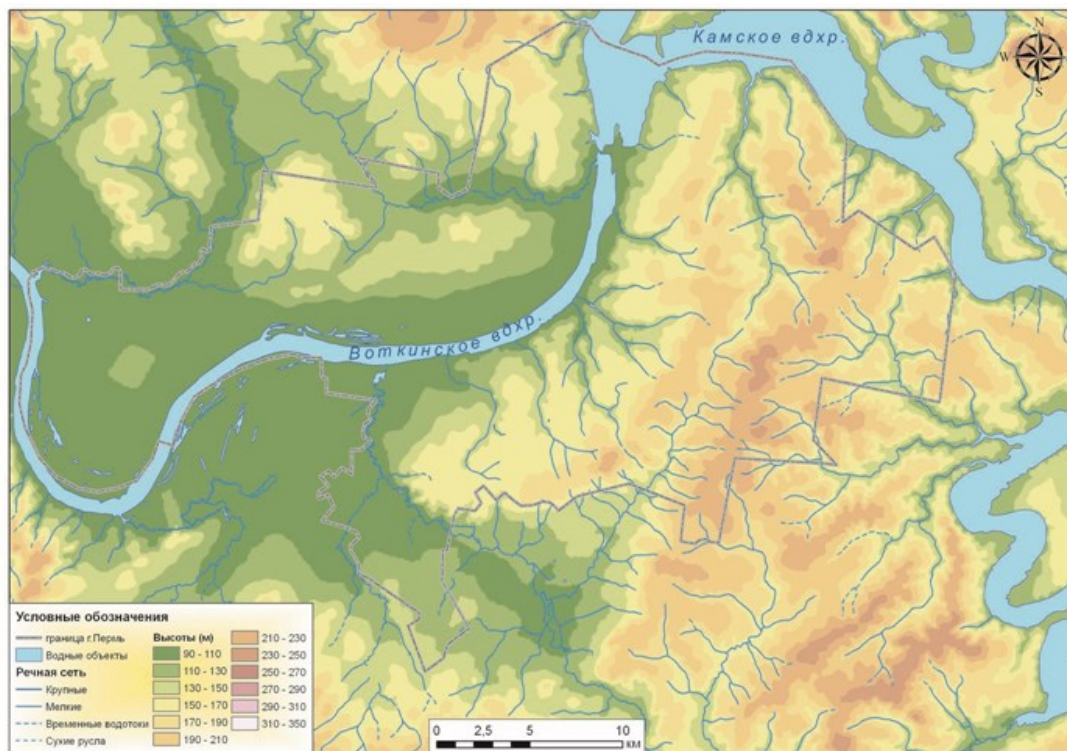 Камское вдхр.
N
W E
S
Воткинское вдхр.
Условные обозначения
граница г.Пермь
Водные объекты
Речная сеть
Крупные
Мелкие
Временные водотоки
Сухие русла
Высоты (м)
90 - 110
110 - 130
130 - 150
150 - 170
170 - 190
190 - 210
210 - 230
230 - 250
250 - 270
270 - 290
290 - 310
310 - 350
0 2,5 5 10
км